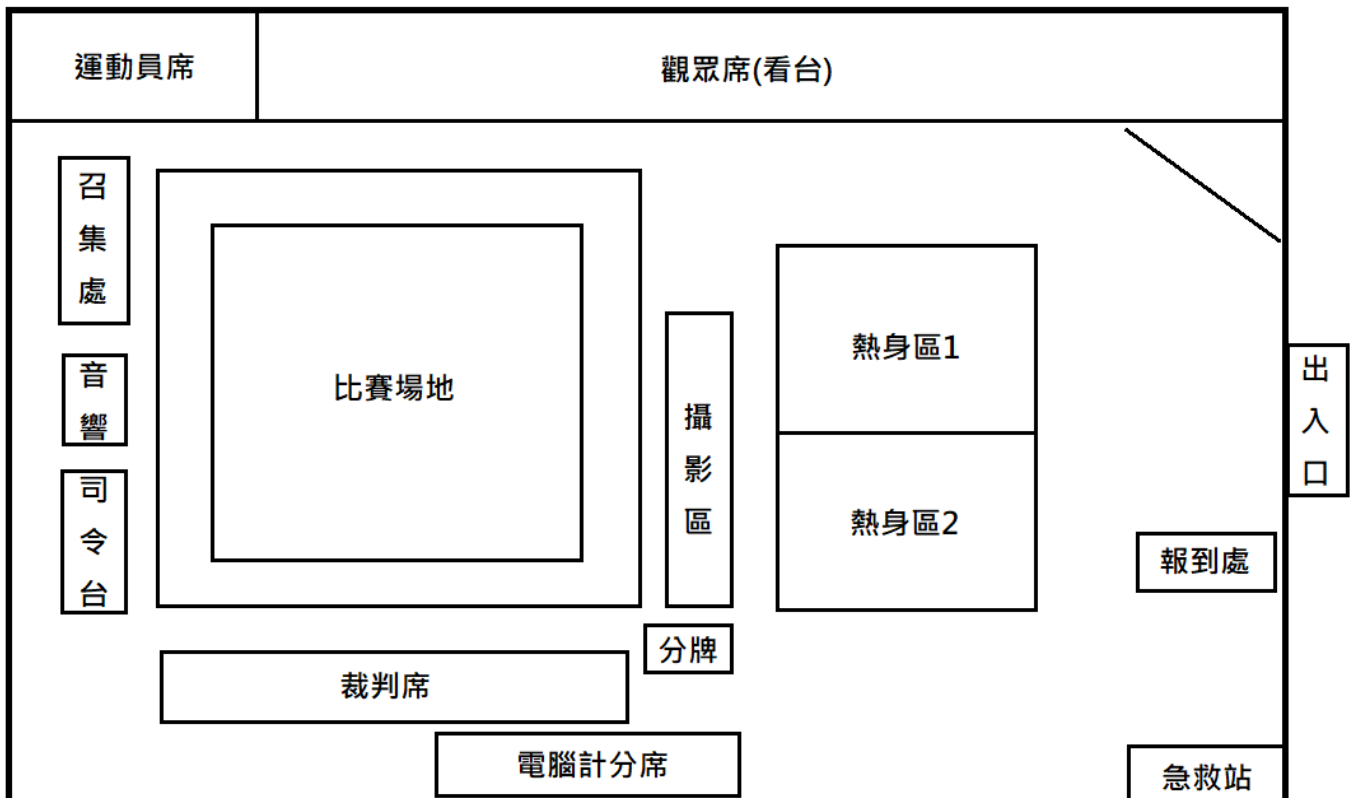 運動員席
觀眾席(看台)
召集處
音響
司令台
比賽場地
攝影區
熱身區1
熱身區2
出入口
報到處
分牌
裁判席
電腦計分席
急救站